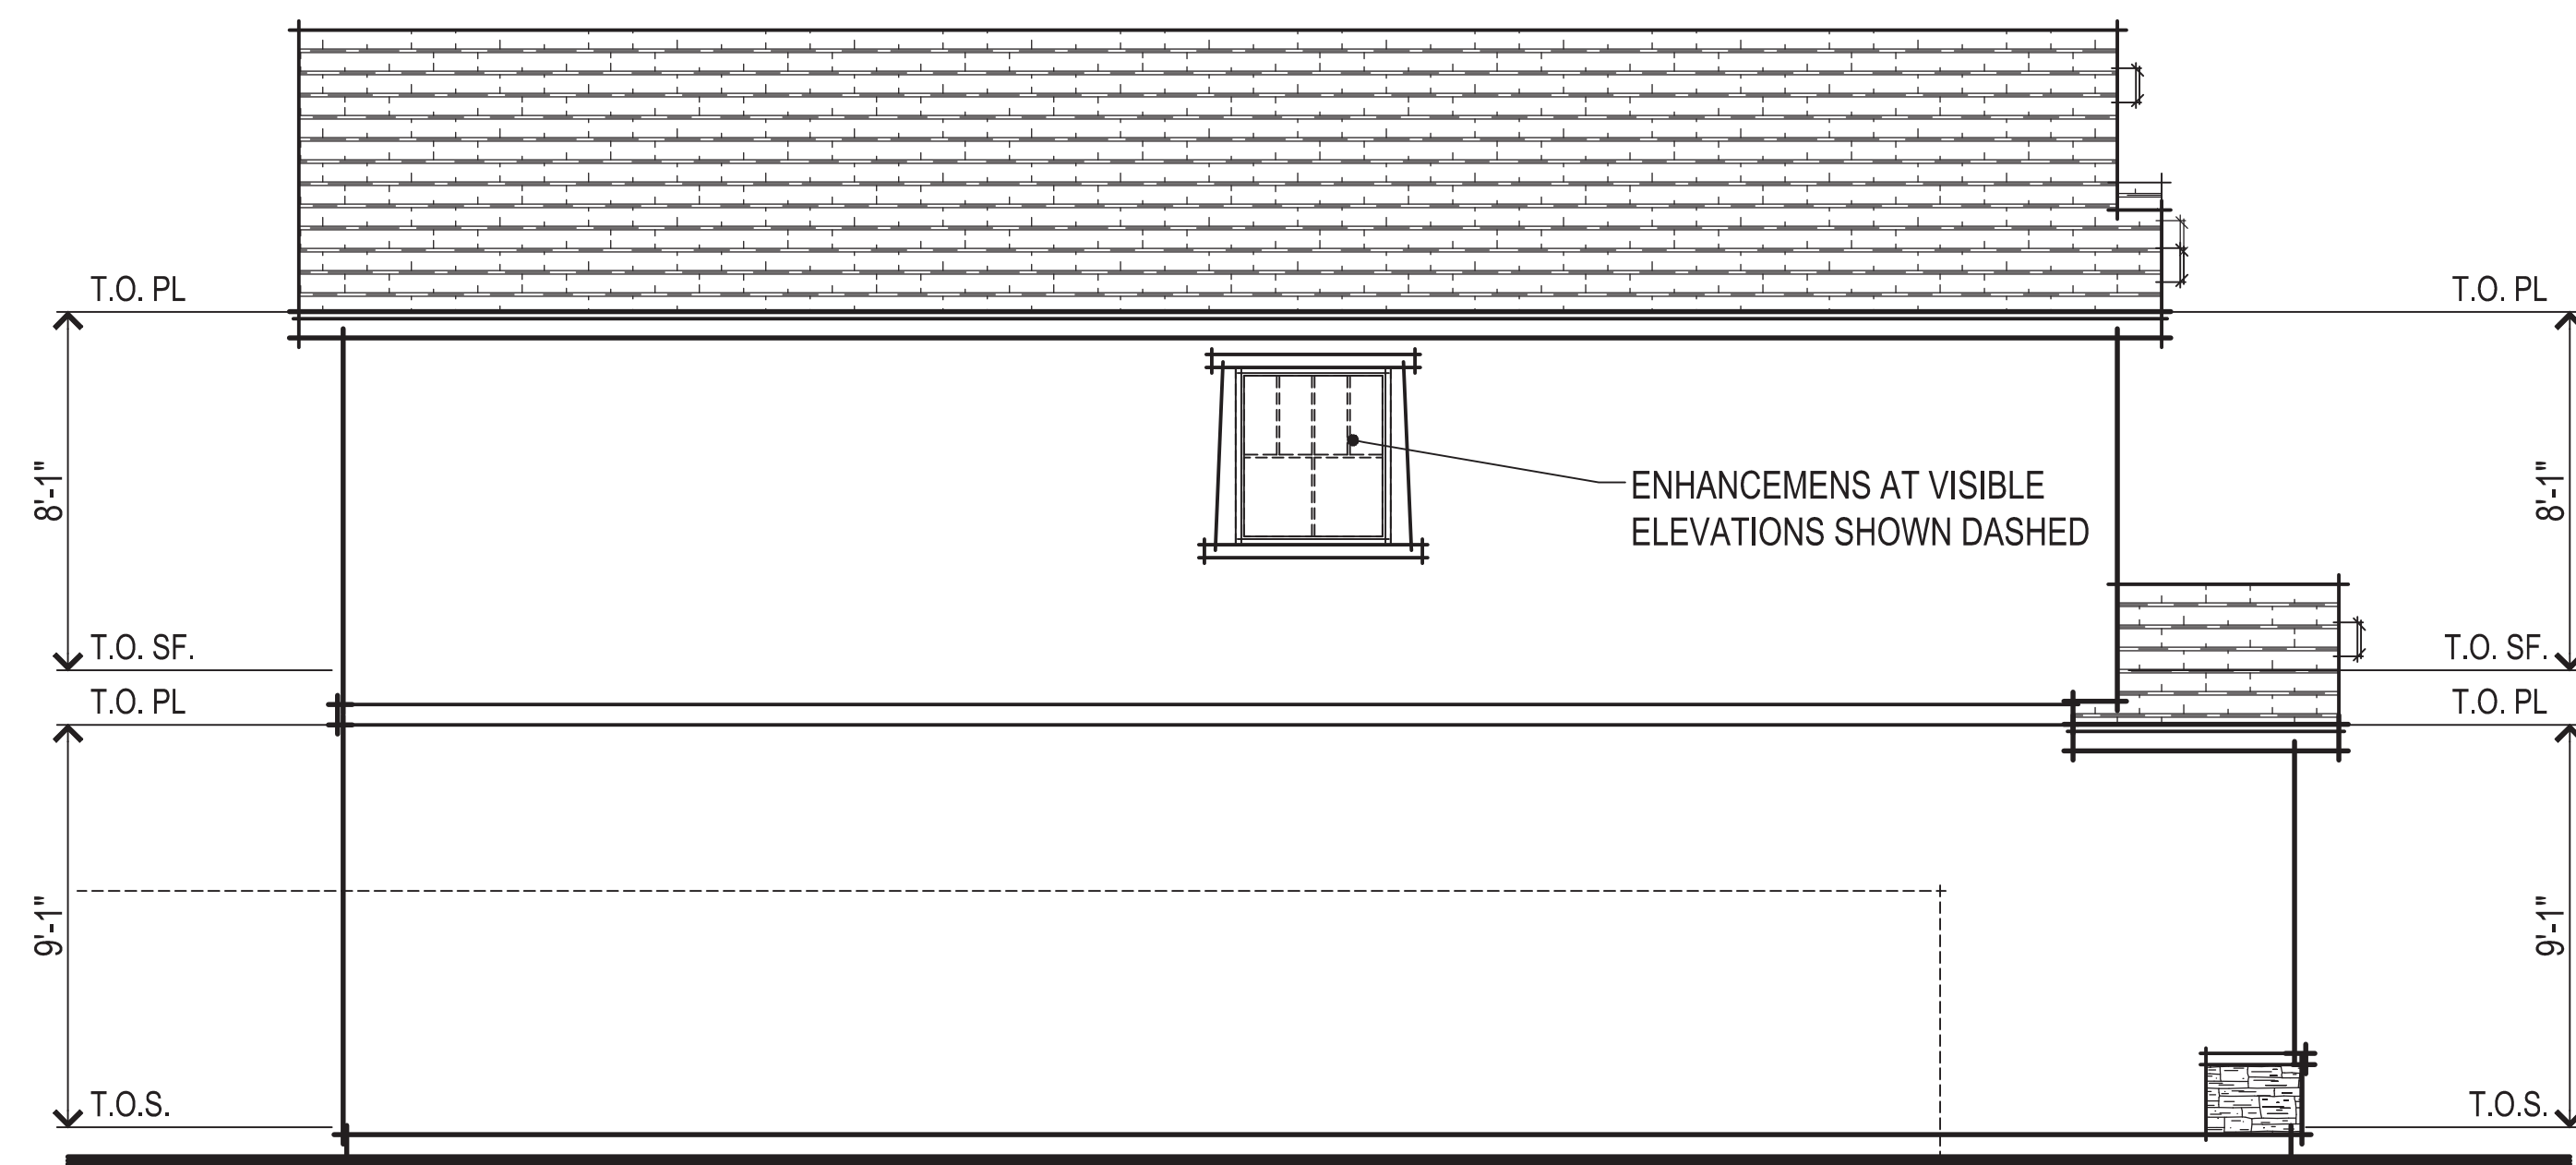 T.O. PL
T.O. PL
8'-1"
8'-1"
ENHANCEMENS AT VISIBLE
ELEVATIONS SHOWN DASHED
T.O. SF.
T.O. SF.
T.O. PL
T.O. PL
9'-1"
9'-1"
T.O.S.
T.O.S.